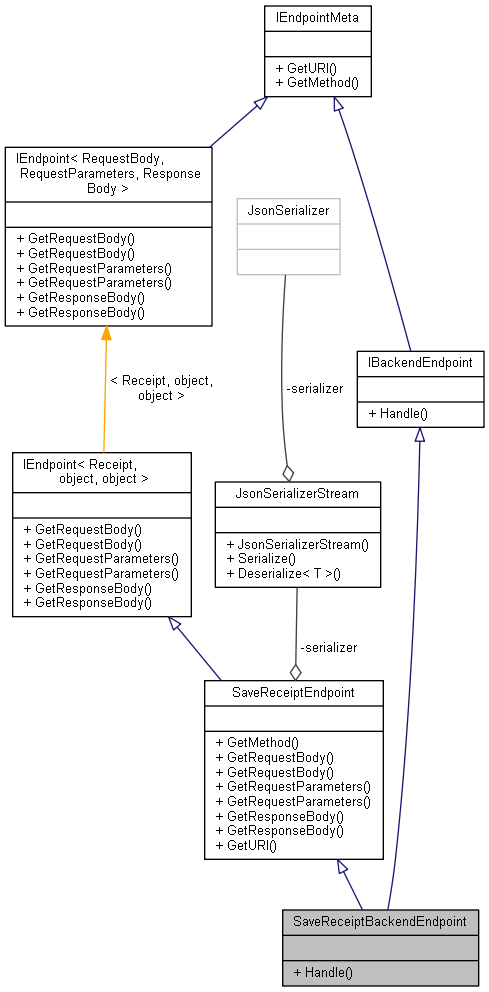 IEndpointMeta
+ GetURI()
+ GetMethod()
IEndpoint< RequestBody,
RequestParameters, Response
Body >
+ GetRequestBody()
+ GetRequestBody()
+ GetRequestParameters()
+ GetRequestParameters()
+ GetResponseBody()
+ GetResponseBody()
JsonSerializer
IBackendEndpoint
+ Handle()
< Receipt, object,
object >
-serializer
IEndpoint< Receipt,
object, object >
+ GetRequestBody()
+ GetRequestBody()
+ GetRequestParameters()
+ GetRequestParameters()
+ GetResponseBody()
+ GetResponseBody()
JsonSerializerStream
+ JsonSerializerStream()
+ Serialize()
+ Deserialize< T >()
-serializer
SaveReceiptEndpoint
+ GetMethod()
+ GetRequestBody()
+ GetRequestBody()
+ GetRequestParameters()
+ GetRequestParameters()
+ GetResponseBody()
+ GetResponseBody()
+ GetURI()
SaveReceiptBackendEndpoint
+ Handle()